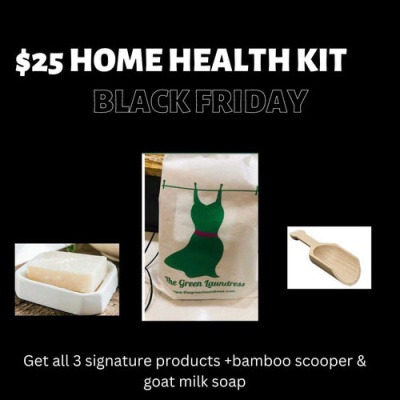 $25 HOME HEALTH KIT
BLACK FRIDAY
The Green Laundress
Get all 3 signature products +bamboo scooper &
goat milk soap